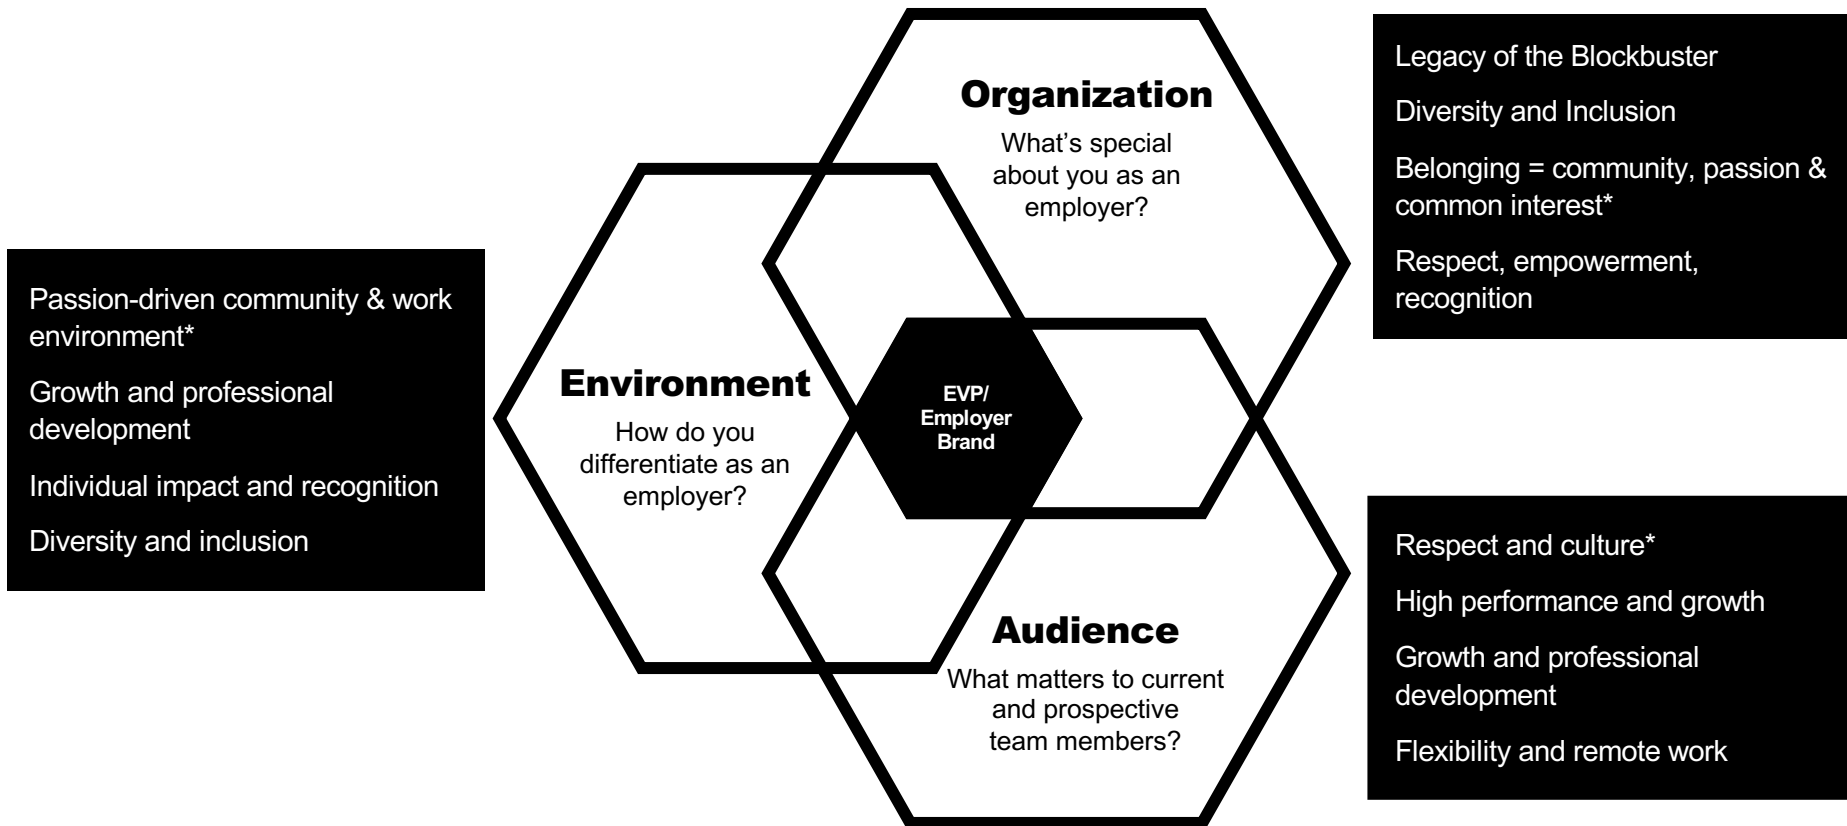 Organization
What’s special
about you as an
employer?
Legacy of the Blockbuster
Diversity and Inclusion
Belonging = community, passion &
common interest*
Respect, empowerment,
recognition
Passion-driven community & work
environment*
Growth and professional
development
Individual impact and recognition
Diversity and inclusion
Environment
How do you
differentiate as an
employer?
EVP/
Employer
Brand
Audience
What matters to current
and prospective
team members?
Respect and culture*
High performance and growth
Growth and professional
development
Flexibility and remote work